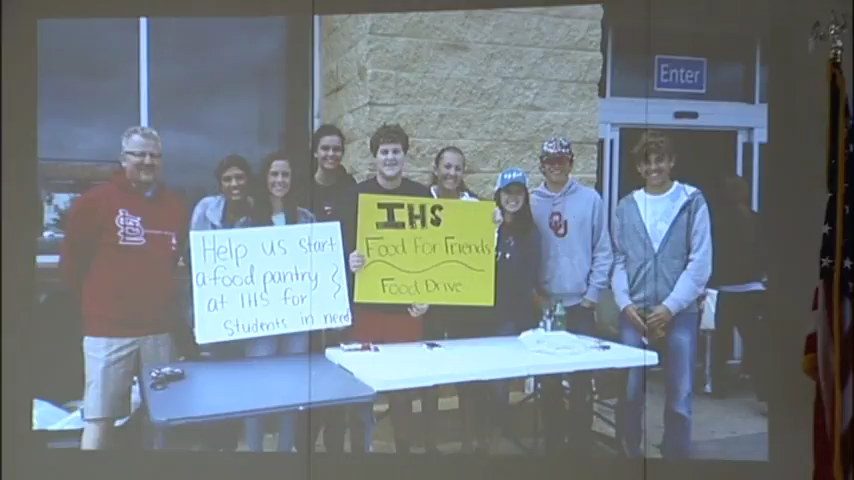 Enter
STL
Help us start
a food pantry
at IHS for
Students in need
IHS
Food For Friends
Food Drive
OU